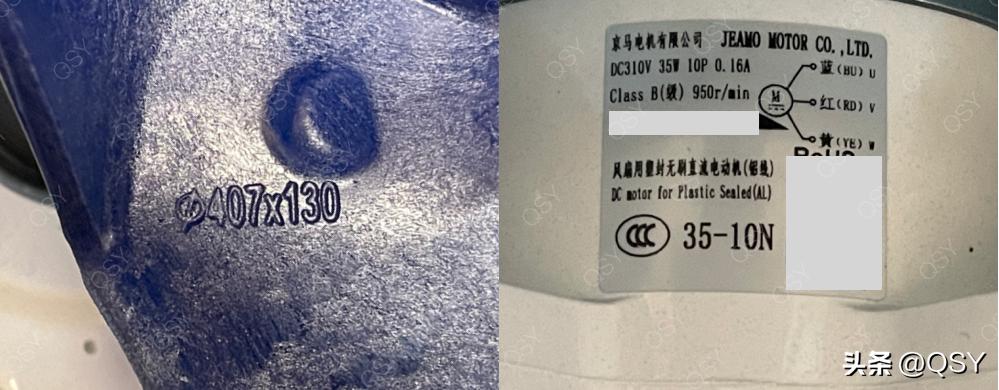 Φ407x130
京马电机有限公司 JEAMO MOTOR CO.,LTD.
DC310V 35W 10P 0.16A
Class B(级) 950r/min
M
蓝(BU) U
红(RD) V
黄(YE) W
风扇用塑封无刷直流电动机(铝线)
DC motor for Plastic Sealed(AL)
CCC 35-10N
头条 @QSY
QSY